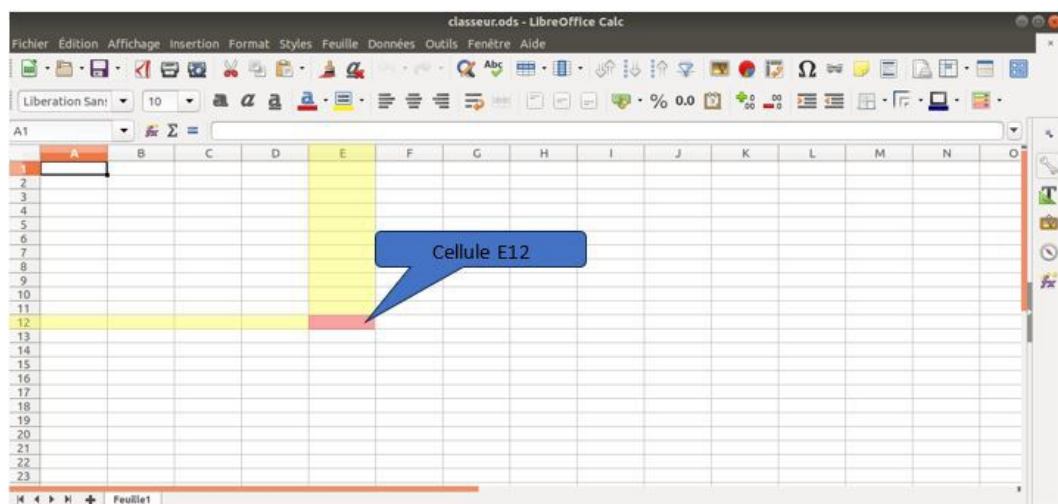 classeur.ods - LibreOffice Calc
Fichier Édition Affichage Insertion Format Styles Feuille Données Outils Fenêtre Aide
Abc
Liberation Sans
10
a a a a
% 0.0
A1
A B C D E F G H I J K L M N O
1
2
3
4
5
6
7
Cellule E12
8
9
10
11
12
13
14
15
16
17
18
19
20
21
22
23
Feuille1